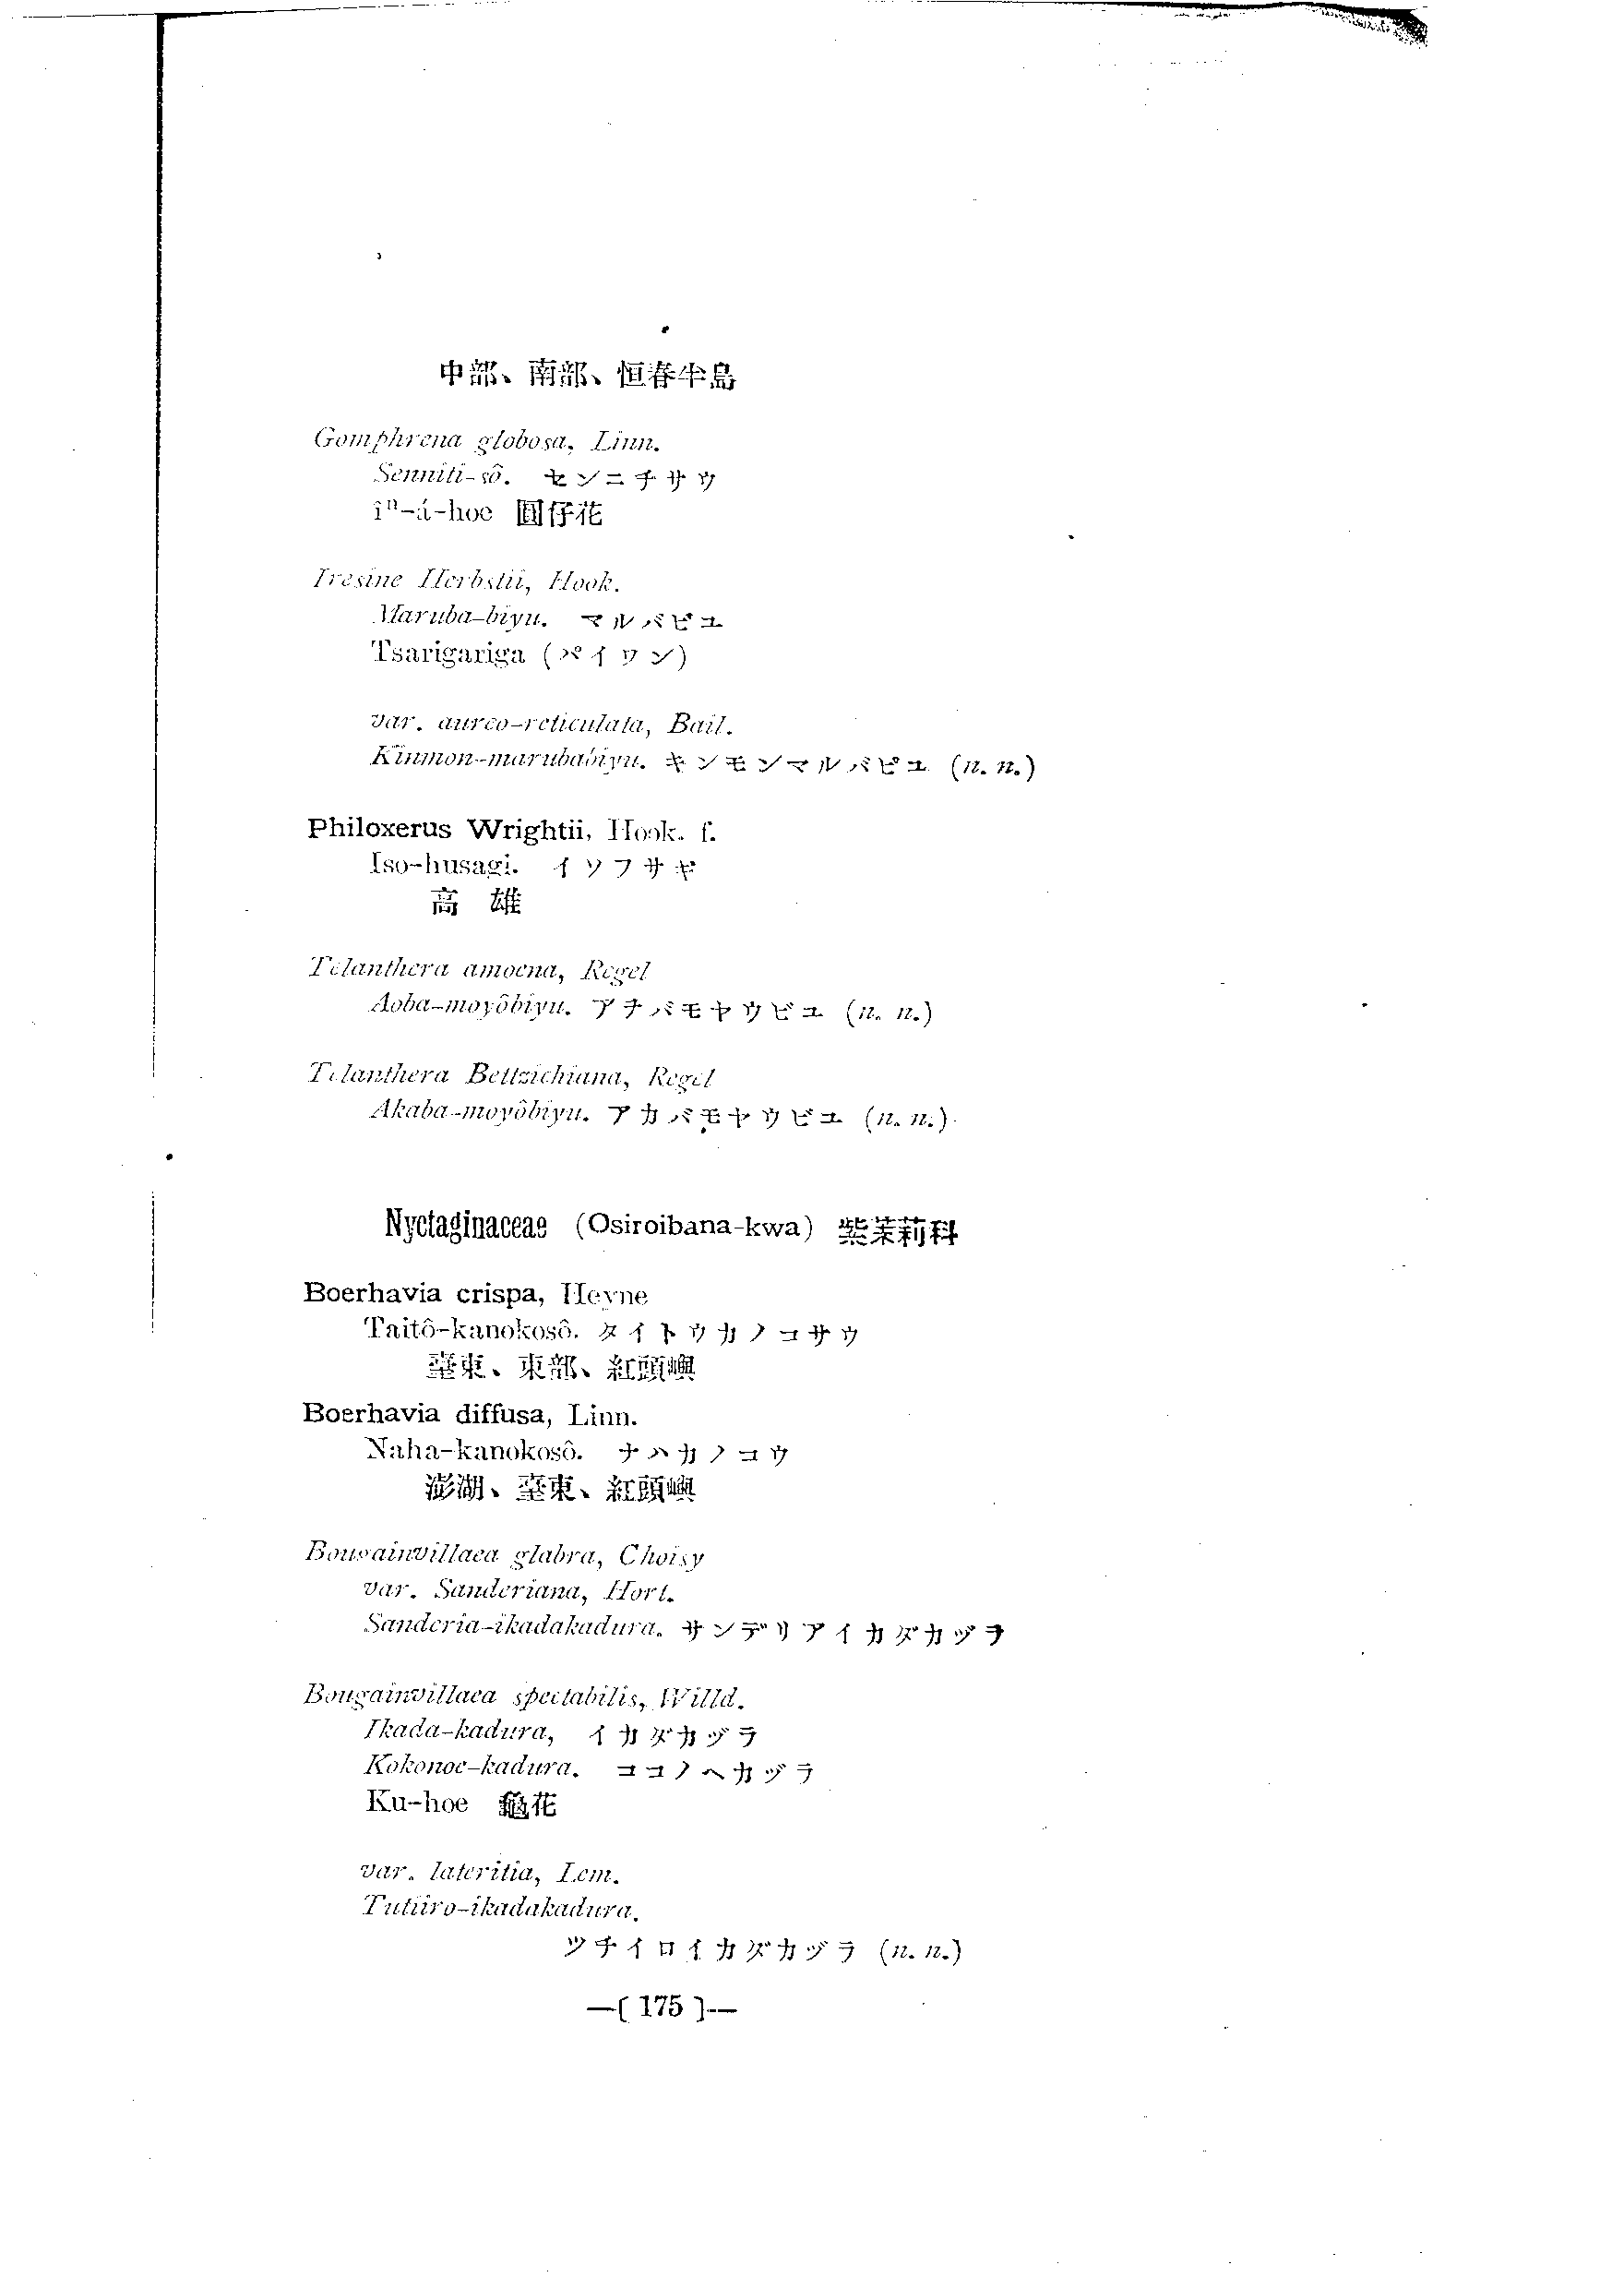 中部、南部、恒春半島
Gomphrena globosa, Linn.
Senniti-sô. センニチサウ
îⁿ-á-hoe 圓仔花
Iresine Herbstii, Hook.
Maruba-biyu. マルバビユ
Tsarigariga (パイワン)
var. aureo-reticulata, Bail.
Kinmon-marubabiyu. キンモンマルバビユ (n. n.)
Philoxerus Wrightii, Hook. f.
Iso-husagi. イソフサギ
高 雄
Telanthera amoena, Regel
Aoba-moyôbiyu. アヲバモヤウビユ (n. n.)
Telanthera Bettzichiana, Regel
Akaba-moyôbiyu. アカバモヤウビユ (n. n.)
Nyctaginaceae (Osiroibana-kwa) 紫茉莉科
Boerhavia crispa, Heyne
Taitô-kanokosô. タイトウカノコサウ
臺東、東部、紅頭嶼
Boerhavia diffusa, Linn.
Naha-kanokosô. ナハカノコウ
澎湖、臺東、紅頭嶼
Bougainvillaea glabra, Choisy
var. Sanderiana, Hort.
Sanderia-ikadakadura. サンデリアイカダカヅラ
Bougainvillaea spectabilis, Willd.
Ikada-kadura, イカダカヅラ
Kokonoe-kadura. ココノヘカヅラ
Ku-hoe 龜花
var. lateritia, Lem.
Tutiiro-ikadakadura.
ツチイロイカダカヅラ (n. n.)
—( 175 )—